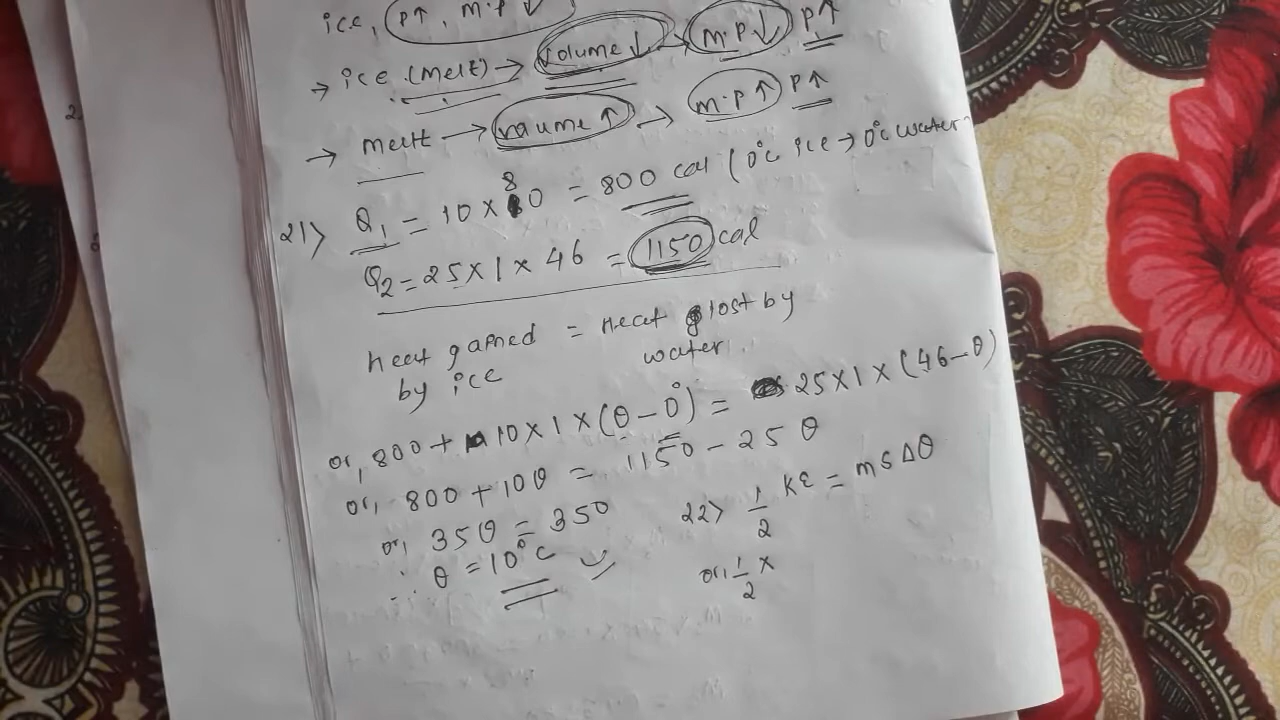 ice, (P↑, m.p↓)
→ ice (melt) → volume↓ → m.p↓ P↑
→ melt → voume↑ → m.p↑ P↑
21) Q₁ = 10 × 80 = 800 cal (0°c ice → 0°c water
Q₂ = 25 × 1 × 46 = 1150 cal
heat gained = heat lost by
by ice water.
or, 800 + 10 × 1 × (θ - 0°) = 25 × 1 × (46 - θ)
or, 800 + 10θ = 1150 - 25θ
or, 35θ = 350
∴ θ = 10°c
22) 1/2 KE = m s Δθ
or, 1/2 ×